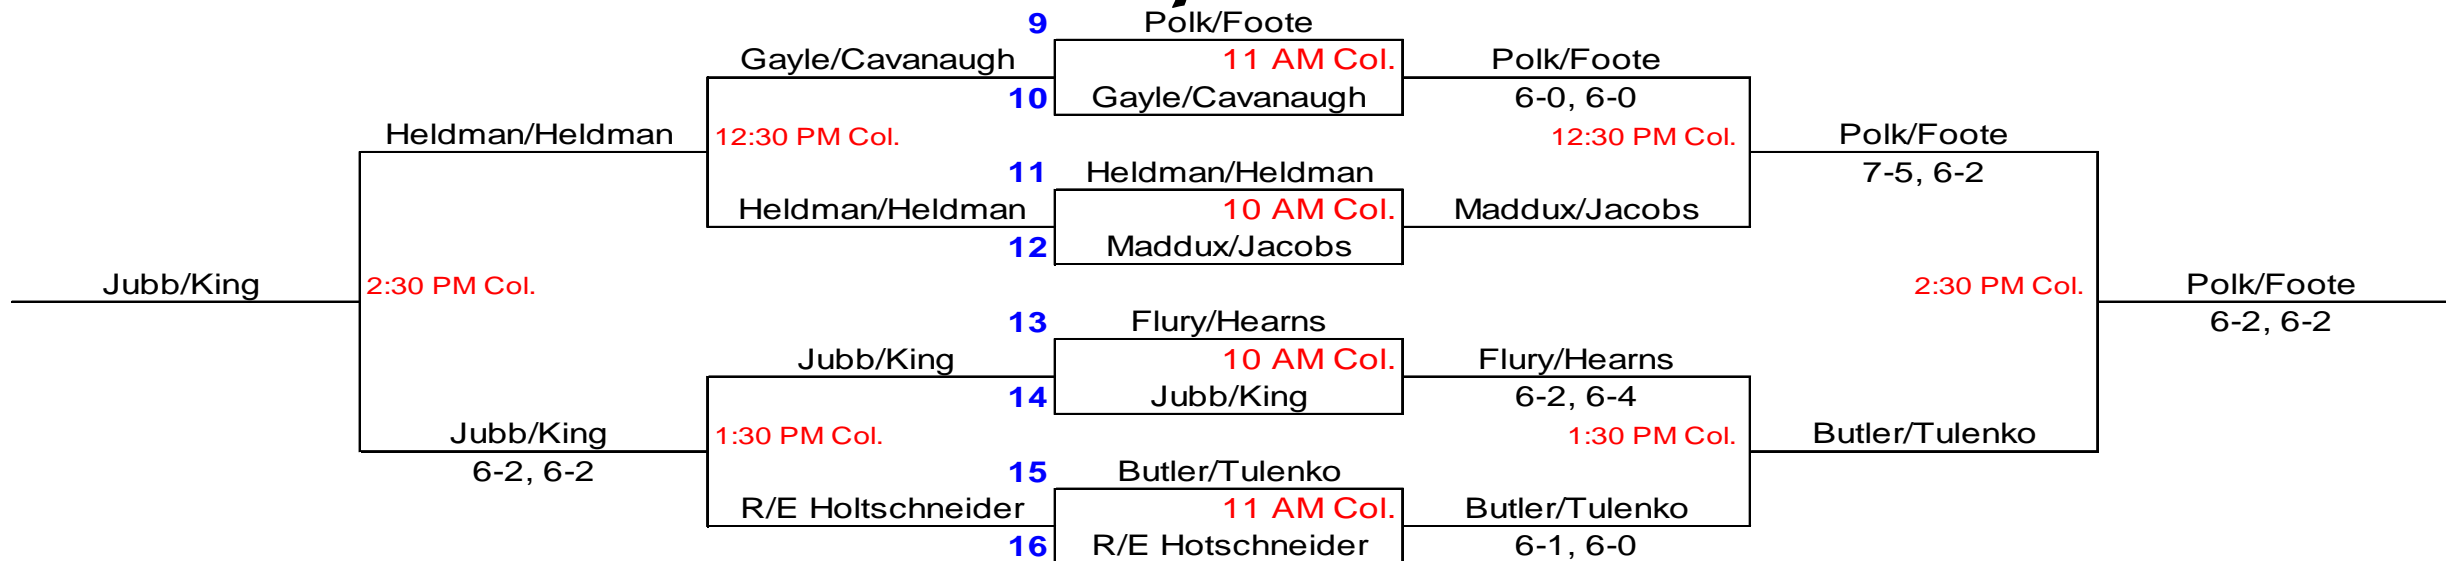 9 Polk/Foote
Gayle/Cavanaugh 11 AM Col. Polk/Foote
10 Gayle/Cavanaugh 6-0, 6-0
Heldman/Heldman 12:30 PM Col. 12:30 PM Col. Polk/Foote
11 Heldman/Heldman 7-5, 6-2
Heldman/Heldman 10 AM Col. Maddux/Jacobs
12 Maddux/Jacobs
Jubb/King 2:30 PM Col. 2:30 PM Col. Polk/Foote
13 Flury/Hearns 6-2, 6-2
Jubb/King 10 AM Col. Flury/Hearns
14 Jubb/King 6-2, 6-4
Jubb/King 1:30 PM Col. 1:30 PM Col. Butler/Tulenko
6-2, 6-2 15 Butler/Tulenko
R/E Holtschneider 11 AM Col. Butler/Tulenko
16 R/E Hotschneider 6-1, 6-0